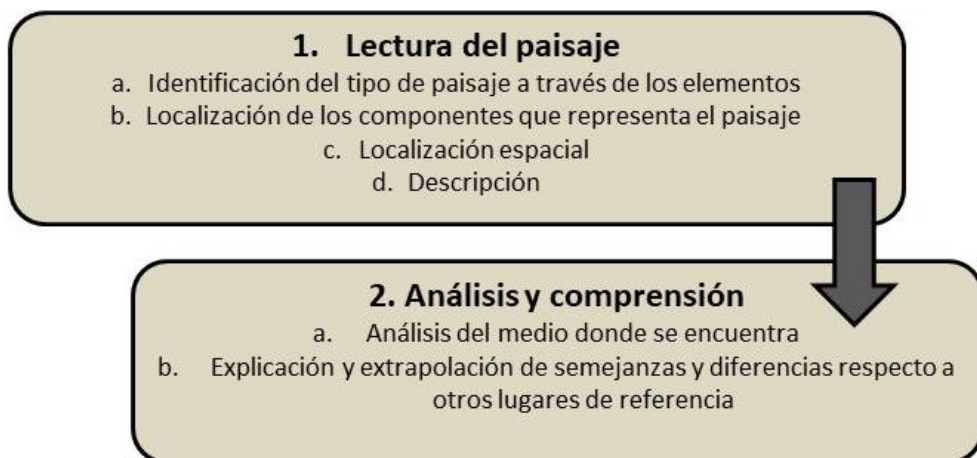 1. Lectura del paisaje
a. Identificación del tipo de paisaje a través de los elementos
b. Localización de los componentes que representa el paisaje
c. Localización espacial
d. Descripción
2. Análisis y comprensión
a. Análisis del medio donde se encuentra
b. Explicación y extrapolación de semejanzas y diferencias respecto a
otros lugares de referencia